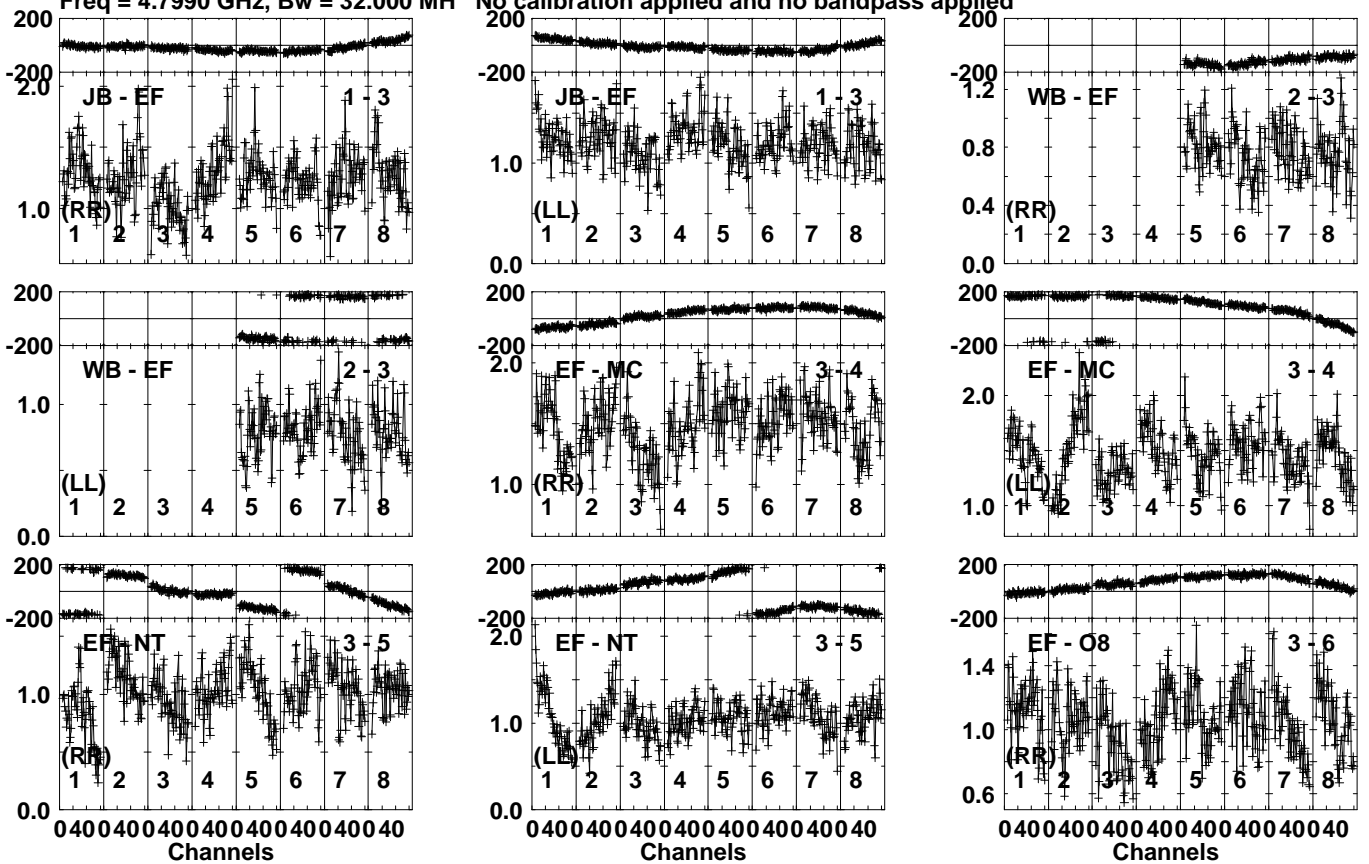 Freq = 4.7990 GHz, Bw = 32.000 MH No calibration applied and no bandpass applied
200 200 200
-200 -200 -200
2.0 JB - EF 1 - 3 JB - EF 1 - 3 1.2 WB - EF 2 - 3
0.8
1.0 1.0 0.4
(RR) (LL) (RR)
1 2 3 4 5 6 7 8 1 2 3 4 5 6 7 8 1 2 3 4 5 6 7 8
0.0 0.0
200 200 200
-200 -200 -200
WB - EF 2 - 3 2.0 EF - MC 3 - 4 EF - MC 3 - 4
1.0 2.0
(LL) 1.0 (RR) (LL)
1 2 3 4 5 6 7 8 1 2 3 4 5 6 7 8 1.0 1 2 3 4 5 6 7 8
0.0
200 200 200
-200 -200 -200
EF - NT 3 - 5 2.0 EF - NT 3 - 5 EF - O8 3 - 6
1.4
1.0 1.0 1.0
(RR) (LL) (RR)
1 2 3 4 5 6 7 8 1 2 3 4 5 6 7 8 1 2 3 4 5 6 7 8
0.0 0.0 0.6
0 40 0 40 0 40 0 40 0 40 0 40 0 40 0 40 0 40 0 40 0 40 0 40 0 40 0 40 0 40 0 40 0 40 0 40 0 40 0 40 0 40 0 40 0 40 0 40
Channels Channels Channels